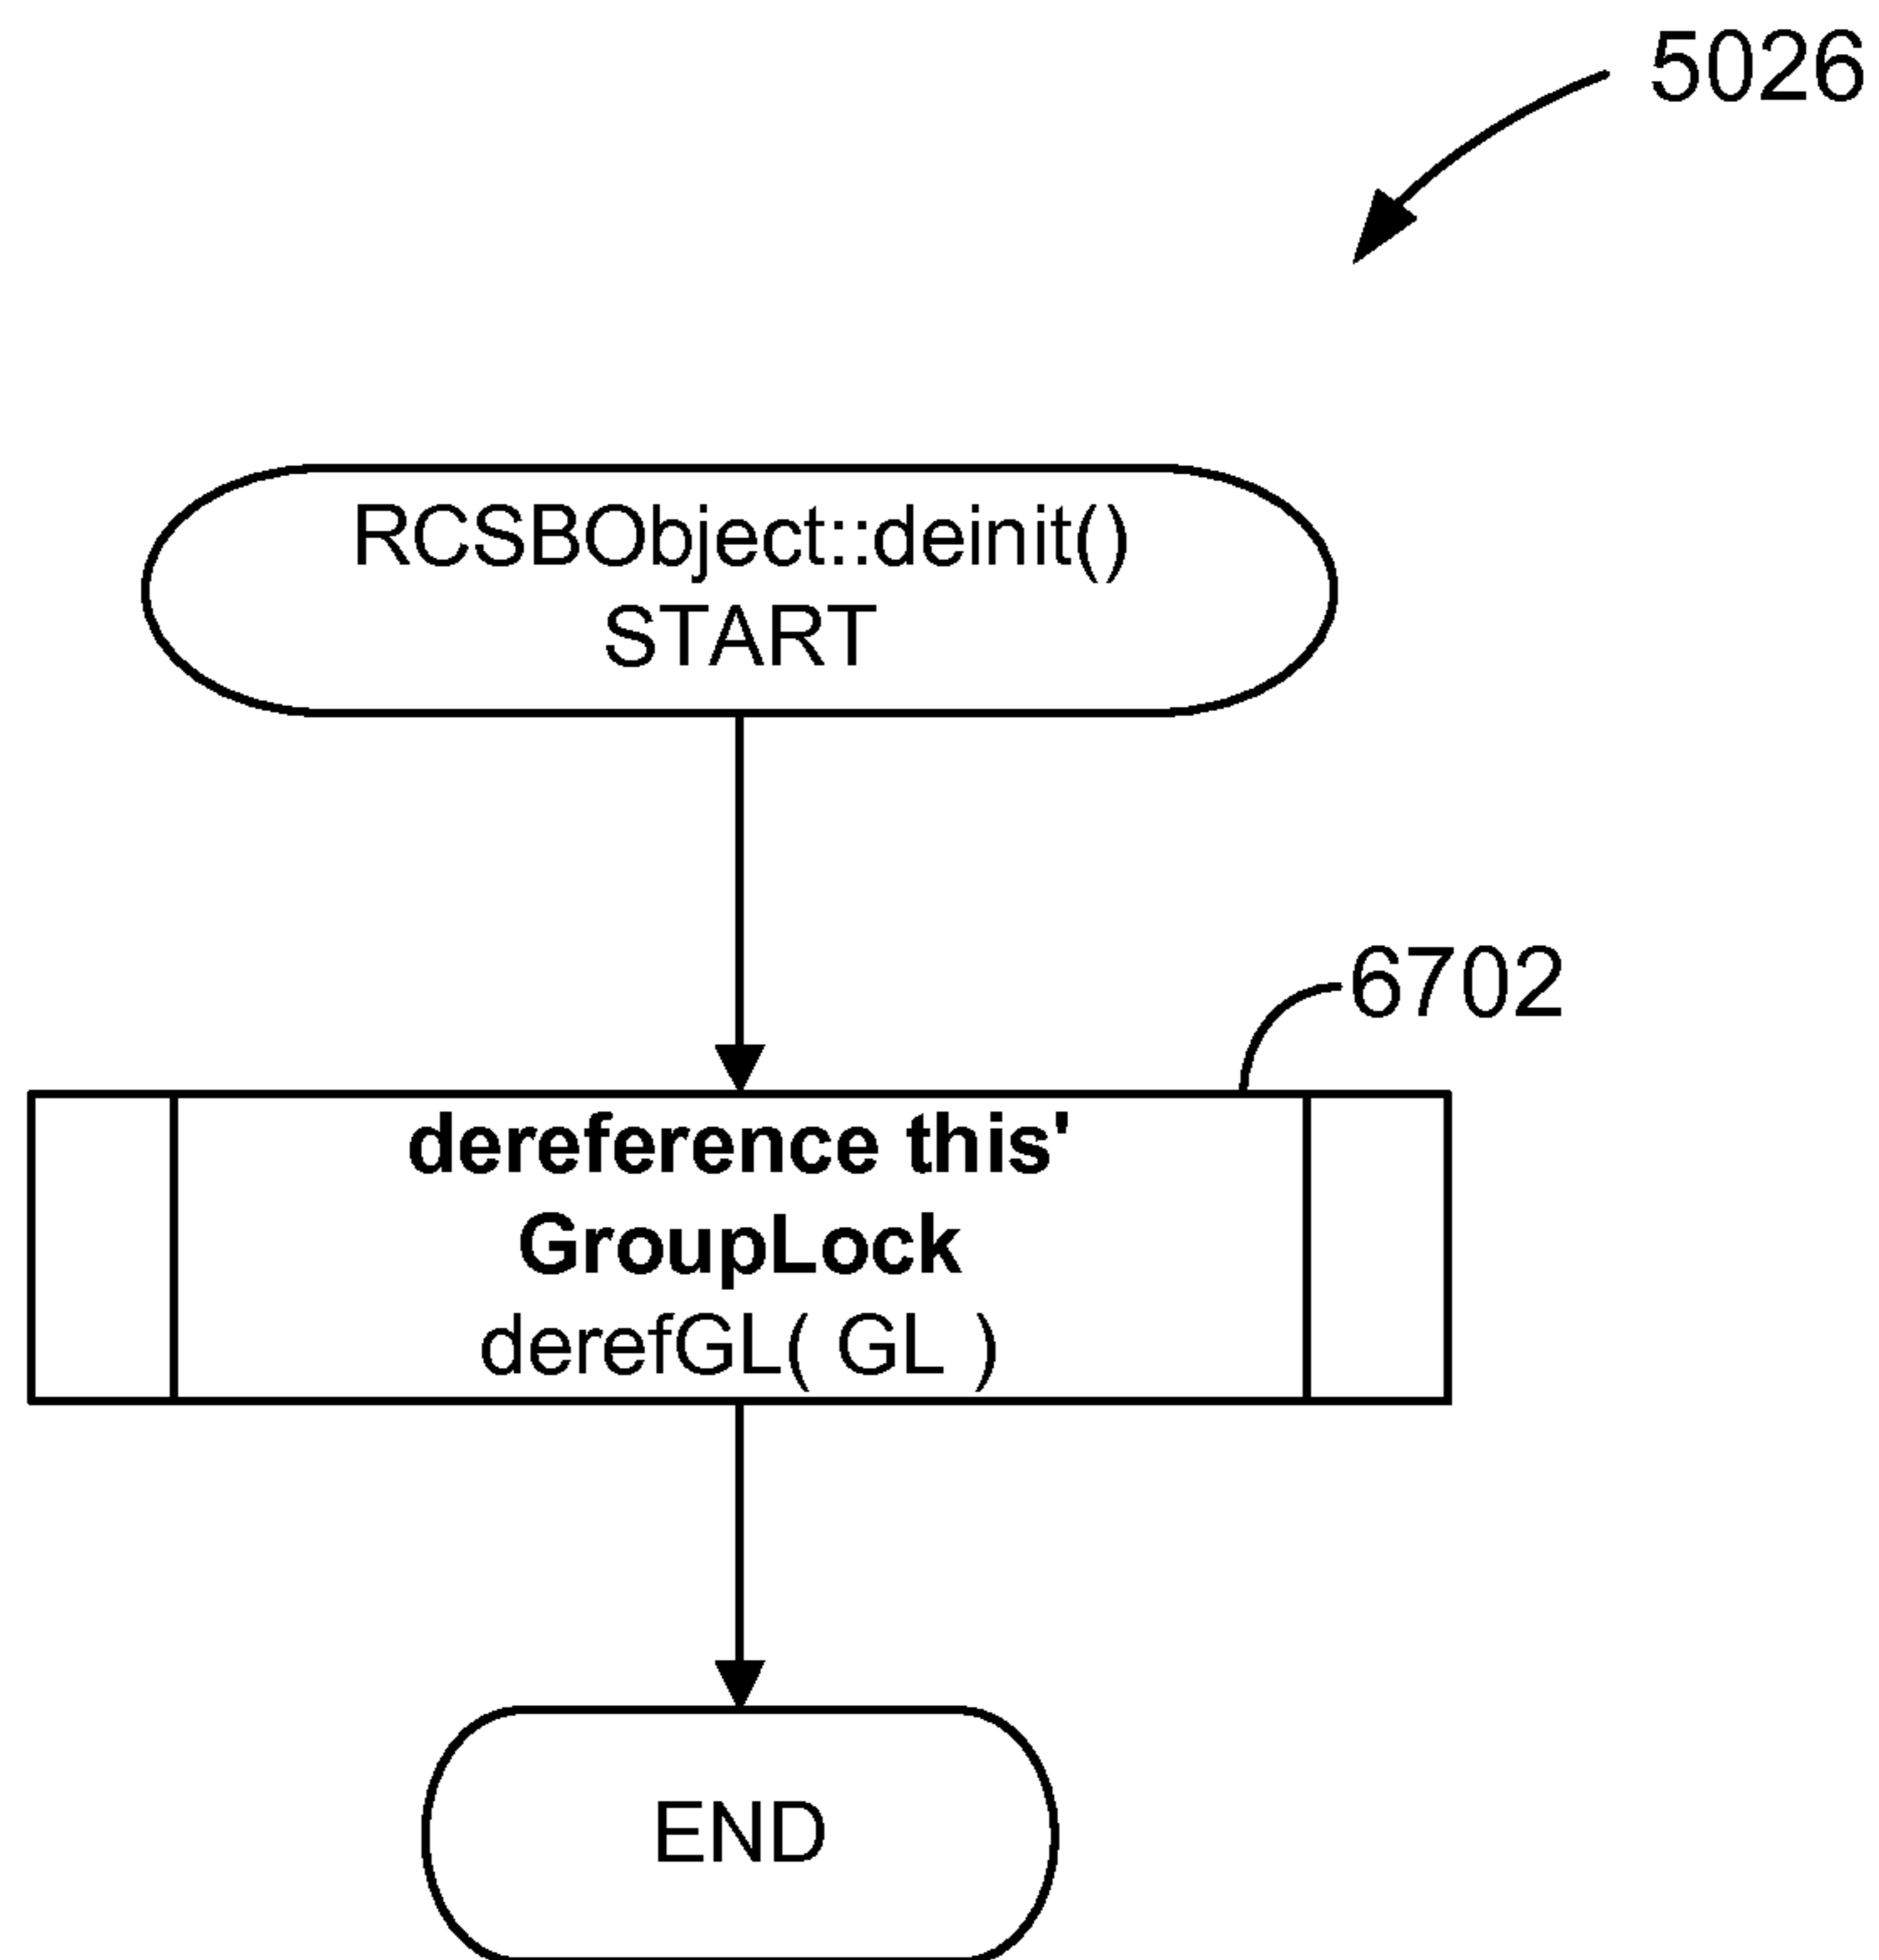 5026
RCSBObject::deinit()
START
6702
dereference this'
GroupLock
derefGL( GL )
END